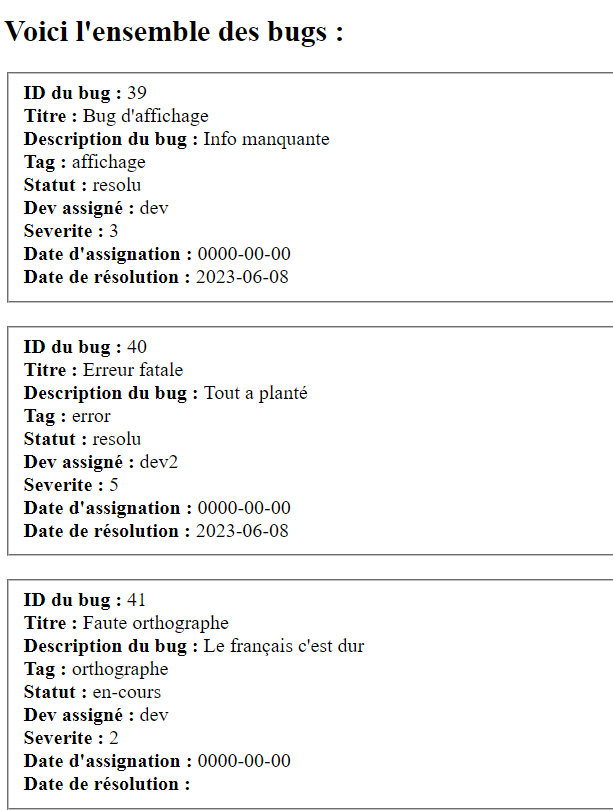 Voici l'ensemble des bugs :
ID du bug : 39
Titre : Bug d'affichage
Description du bug : Info manquante
Tag : affichage
Statut : resolu
Dev assigné : dev
Severite : 3
Date d'assignation : 0000-00-00
Date de résolution : 2023-06-08
ID du bug : 40
Titre : Erreur fatale
Description du bug : Tout a planté
Tag : error
Statut : resolu
Dev assigné : dev2
Severite : 5
Date d'assignation : 0000-00-00
Date de résolution : 2023-06-08
ID du bug : 41
Titre : Faute orthographe
Description du bug : Le français c'est dur
Tag : orthographe
Statut : en-cours
Dev assigné : dev
Severite : 2
Date d'assignation : 0000-00-00
Date de résolution :